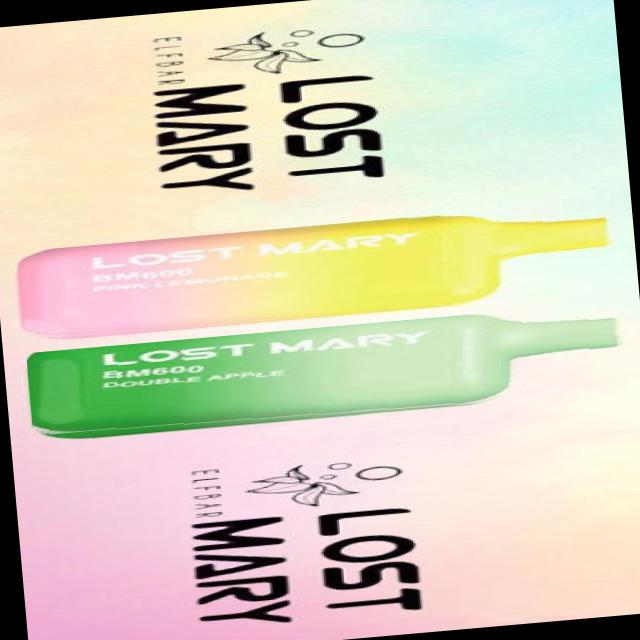 LOST
MARY
ELFBAR
LOST MARY
BM600
PINK LEMONADE
LOST MARY
BM600
DOUBLE APPLE
LOST
MARY
ELFBAR